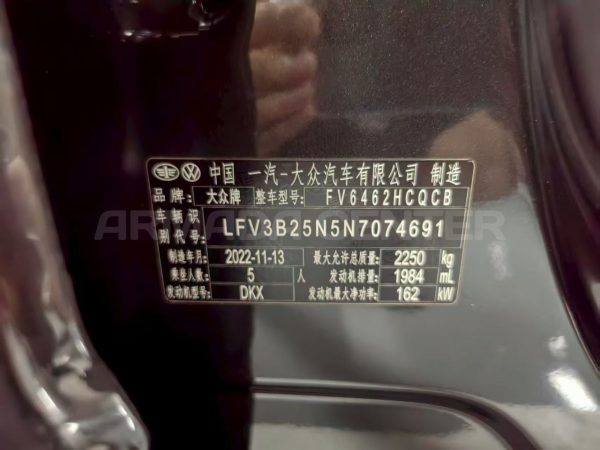 中国 一汽-大众汽车有限公司 制造
品牌: 大众牌 整车型号: FV6462HCQCB
车辆识别代号: LFV3B25N5N7074691
制造年月: 2022-11-13 最大允许总质量: 2250 kg
乘坐人数: 5 人 发动机排量: 1984 mL
发动机型号: DKX 发动机最大净功率: 162 kW